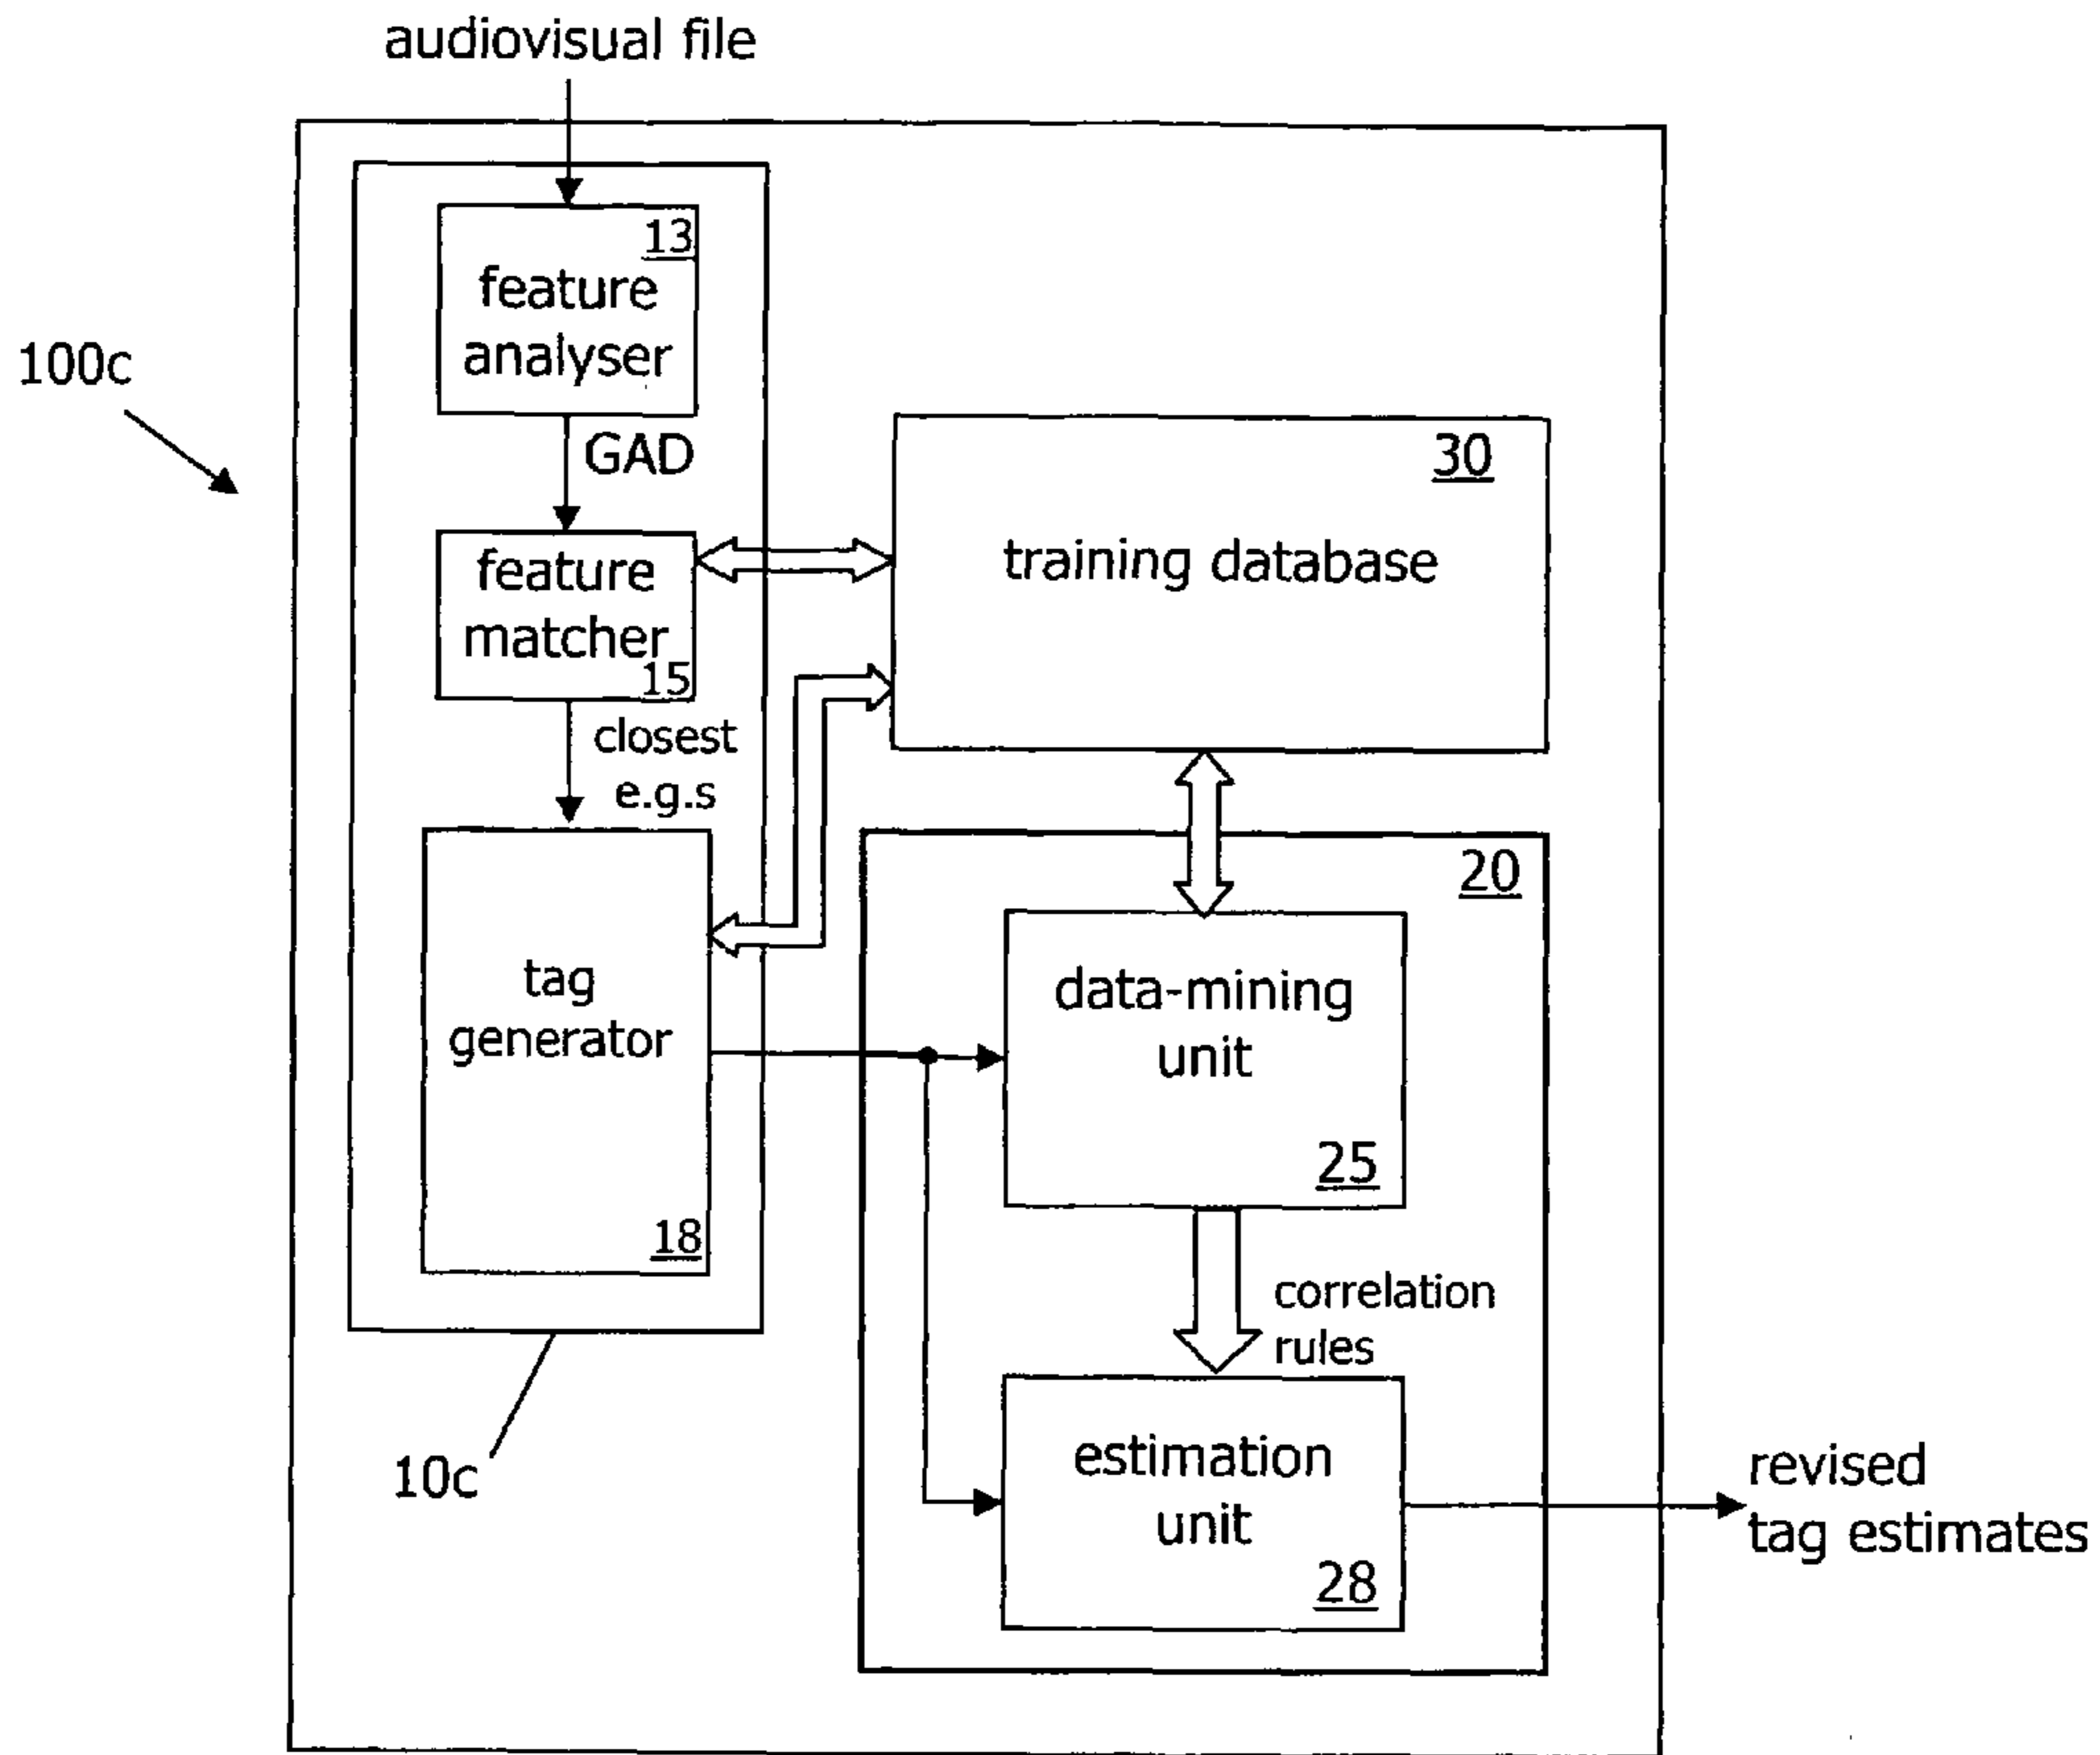 audiovisual file
13
feature
analyser
100c
GAD
30
training database
feature
matcher
15
closest
e.g.s
20
tag
generator
18
data-mining
unit
25
correlation
rules
10c
estimation
unit
28
revised
tag estimates